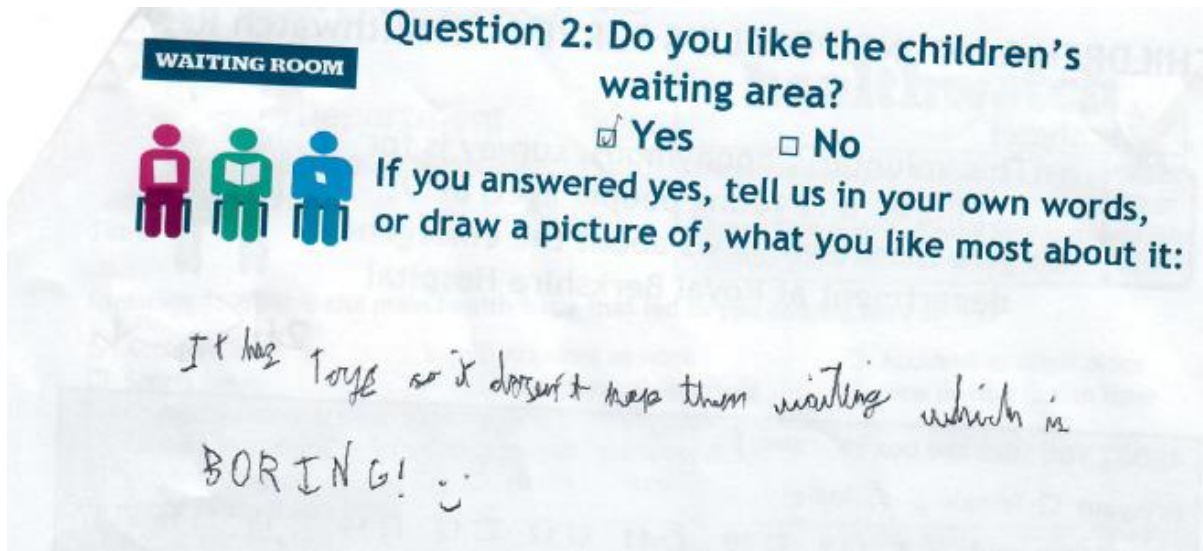 WAITING ROOM
Question 2: Do you like the children's
waiting area?
Yes No
If you answered yes, tell us in your own words,
or draw a picture of, what you like most about it:
It has Toys so it doesn't keep them waiting which is
BORING!